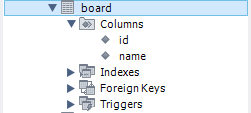 board
Columns
id
name
Indexes
Foreign Keys
Triggers